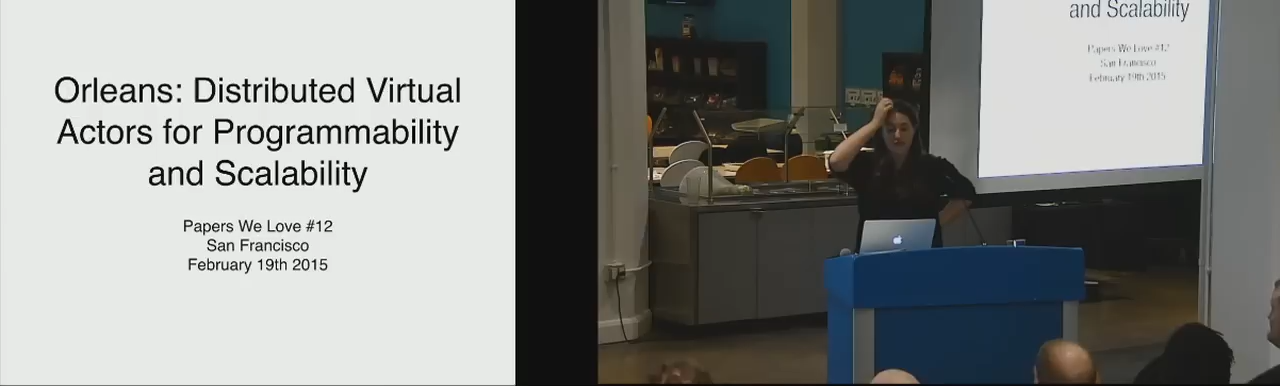 Orleans: Distributed Virtual
Actors for Programmability
and Scalability
Papers We Love #12
San Francisco
February 19th 2015
and Scalability
Papers We Love #12
San Francisco
February 19th 2015